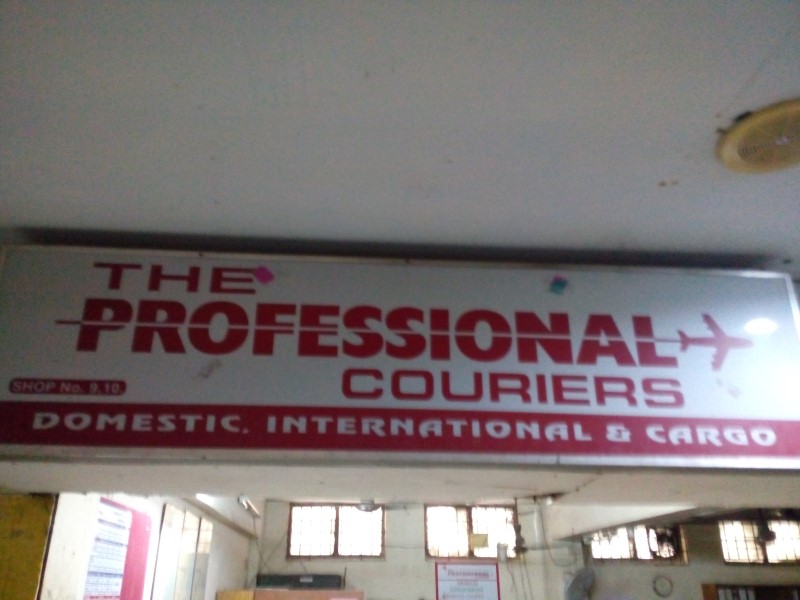 THE
PROFESSIONAL
COURIERS
SHOP No. 9,10.
DOMESTIC, INTERNATIONAL & CARGO